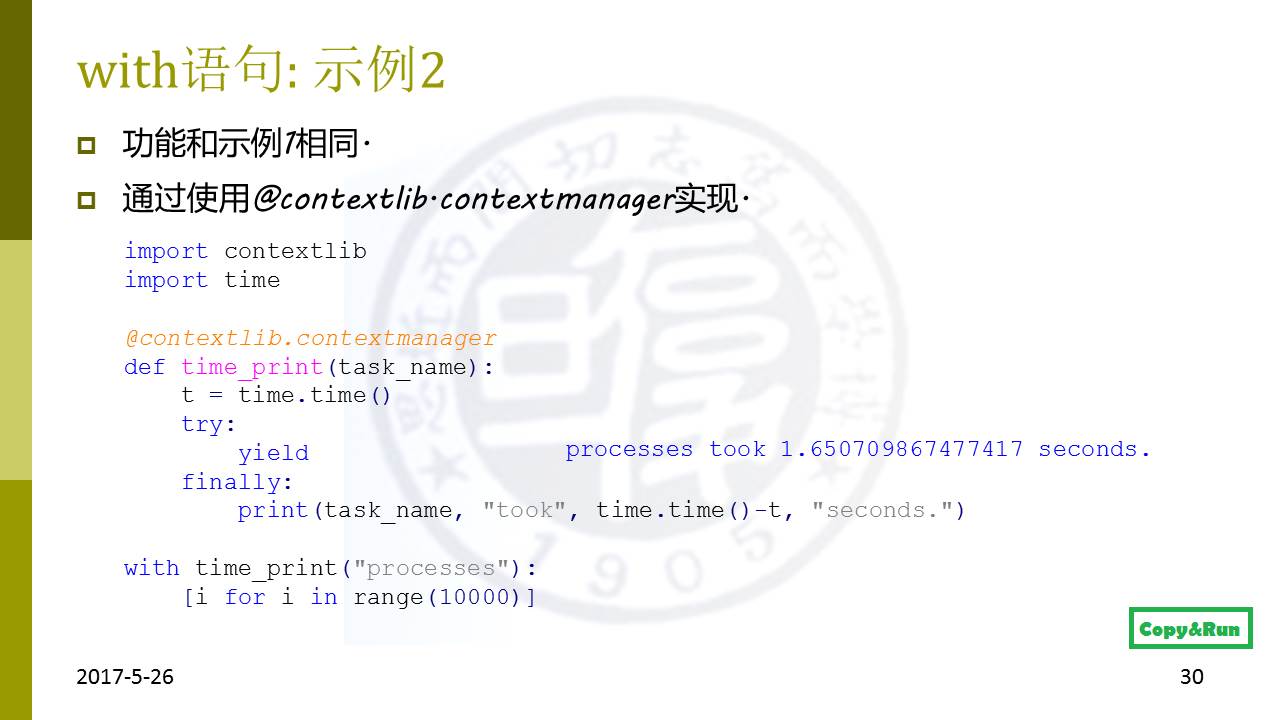 with语句: 示例2
功能和示例1相同.
通过使用@contextlib.contextmanager实现.
import contextlib
import time
@contextlib.contextmanager
def time_print(task_name):
    t = time.time()
    try:
        yield
    finally:
        print(task_name, "took", time.time()-t, "seconds.")
with time_print("processes"):
    [i for i in range(10000)]
processes took 1.650709867477417 seconds.
Copy&Run
2017-5-26
30
1905